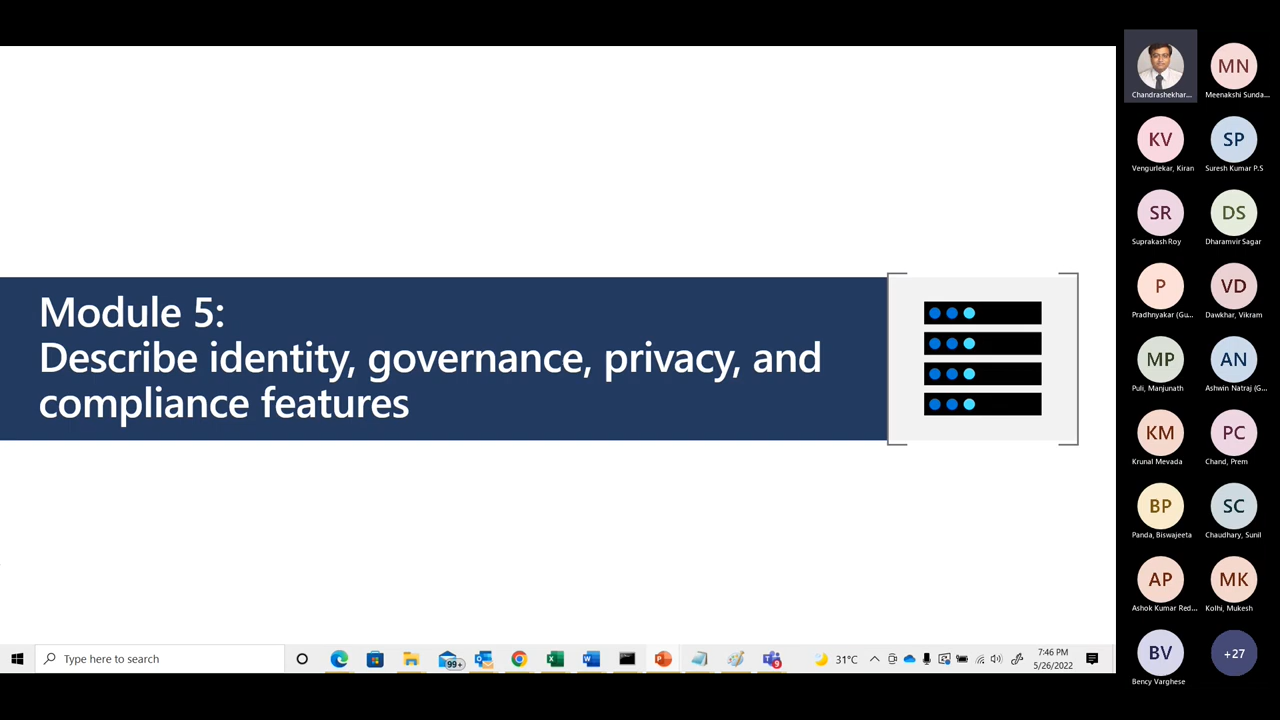 Module 5:
Describe identity, governance, privacy, and
compliance features
Chandrashekhar...
MN
Meenakshi Sunda...
KV
Vengurlekar, Kiran
SP
Suresh Kumar P.S
SR
Suprakash Roy
DS
Dharamvir Sagar
P
Pradhnyakar (Gu...
VD
Dawkhar, Vikram
MP
Puli, Manjunath
AN
Ashwin Natraj (G...
KM
Krunal Mevada
PC
Chand, Prem
BP
Panda, Biswajeeta
SC
Chaudhary, Sunil
AP
Ashok Kumar Red...
MK
Kolhi, Mukesh
BV
Bency Varghese
+27
Type here to search
99+
9
31°C
7:46 PM
5/26/2022